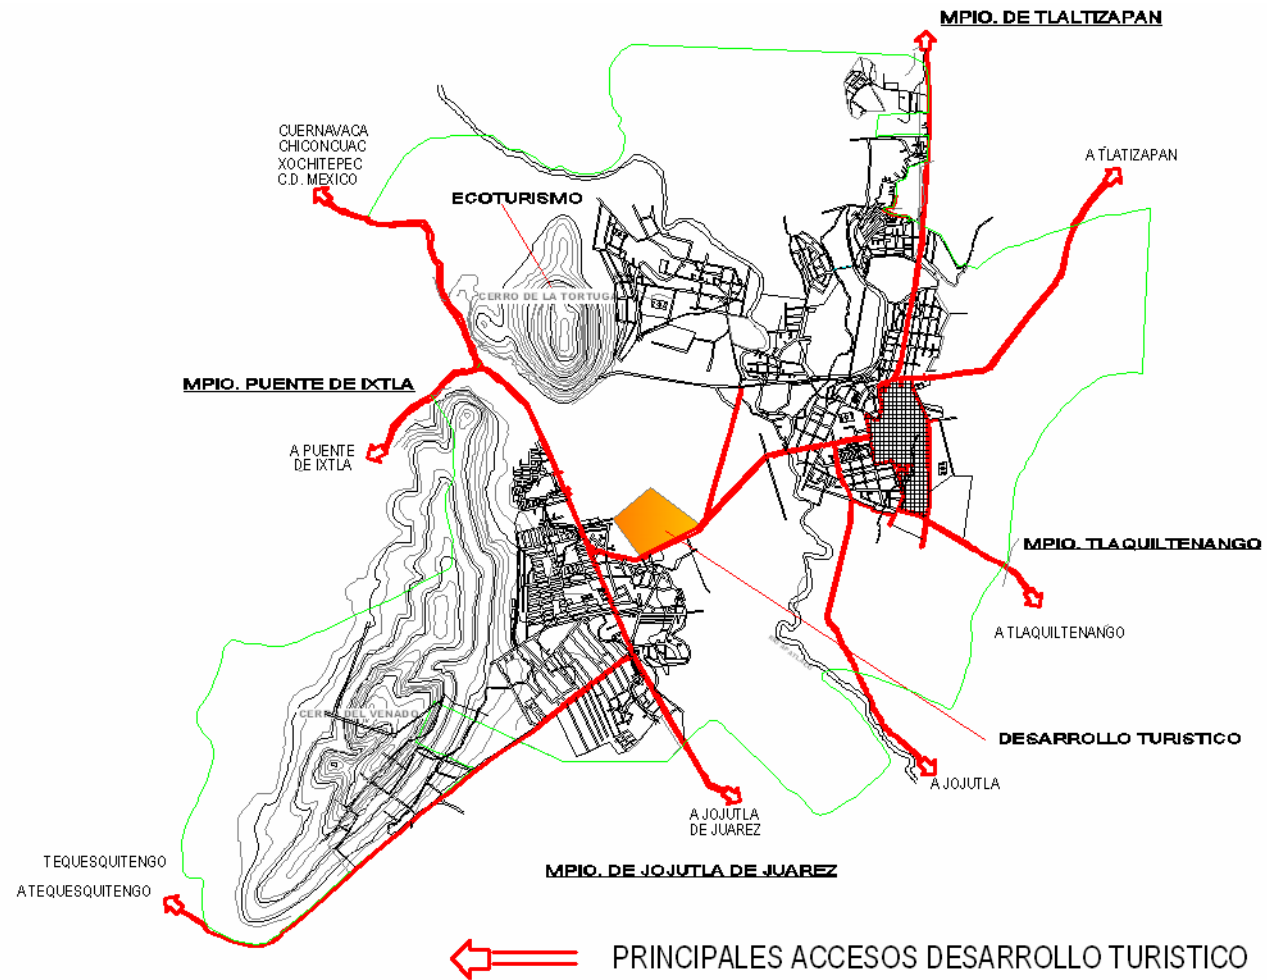 MPIO. DE TLALTIZAPAN
CUERNAVACA
CHICONCUAC
XOCHITEPEC
C.D. MEXICO
A TLATIZAPAN
ECOTURISMO
CERRO DE LA TORTUGA
MPIO. PUENTE DE IXTLA
A PUENTE
DE IXTLA
MPIO. TLAQUILTENANGO
A TLAQUILTENANGO
CERRO DEL VENADO
DESARROLLO TURISTICO
A JOJUTLA
A JOJUTLA
DE JUAREZ
TEQUESQUITENGO
A TEQUESQUITENGO
MPIO. DE JOJUTLA DE JUAREZ
PRINCIPALES ACCESOS DESARROLLO TURISTICO